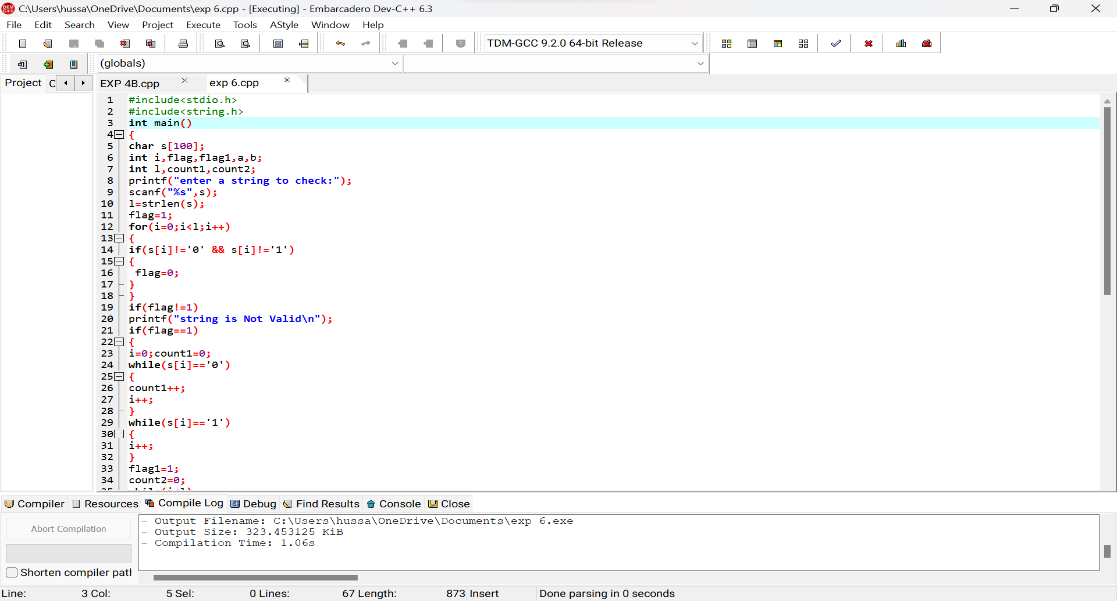 C:\Users\hussa\OneDrive\Documents\exp 6.cpp - [Executing] - Embarcadero Dev-C++ 6.3
File Edit Search View Project Execute Tools AStyle Window Help
TDM-GCC 9.2.0 64-bit Release
(globals)
Project C EXP 4B.cpp exp 6.cpp
1 #include<stdio.h>
2 #include<string.h>
3 int main()
4 {
5 char s[100];
6 int i,flag,flag1,a,b;
7 int l,count1,count2;
8 printf("enter a string to check:");
9 scanf("%s",s);
10 l=strlen(s);
11 flag=1;
12 for(i=0;i<l;i++)
13 {
14 if(s[i]!='0' && s[i]!='1')
15 {
16 flag=0;
17 }
18 }
19 if(flag!=1)
20 printf("string is Not Valid\n");
21 if(flag==1)
22 {
23 i=0;count1=0;
24 while(s[i]=='0')
25 {
26 count1++;
27 i++;
28 }
29 while(s[i]=='1')
30 {
31 i++;
32 }
33 flag1=1;
34 count2=0;
Compiler Resources Compile Log Debug Find Results Console Close
Abort Compilation
Shorten compiler path
- Output Filename: C:\Users\hussa\OneDrive\Documents\exp 6.exe
- Output Size: 323.453125 KiB
- Compilation Time: 1.06s
Line: 3 Col: 5 Sel: 0 Lines: 67 Length: 873 Insert Done parsing in 0 seconds